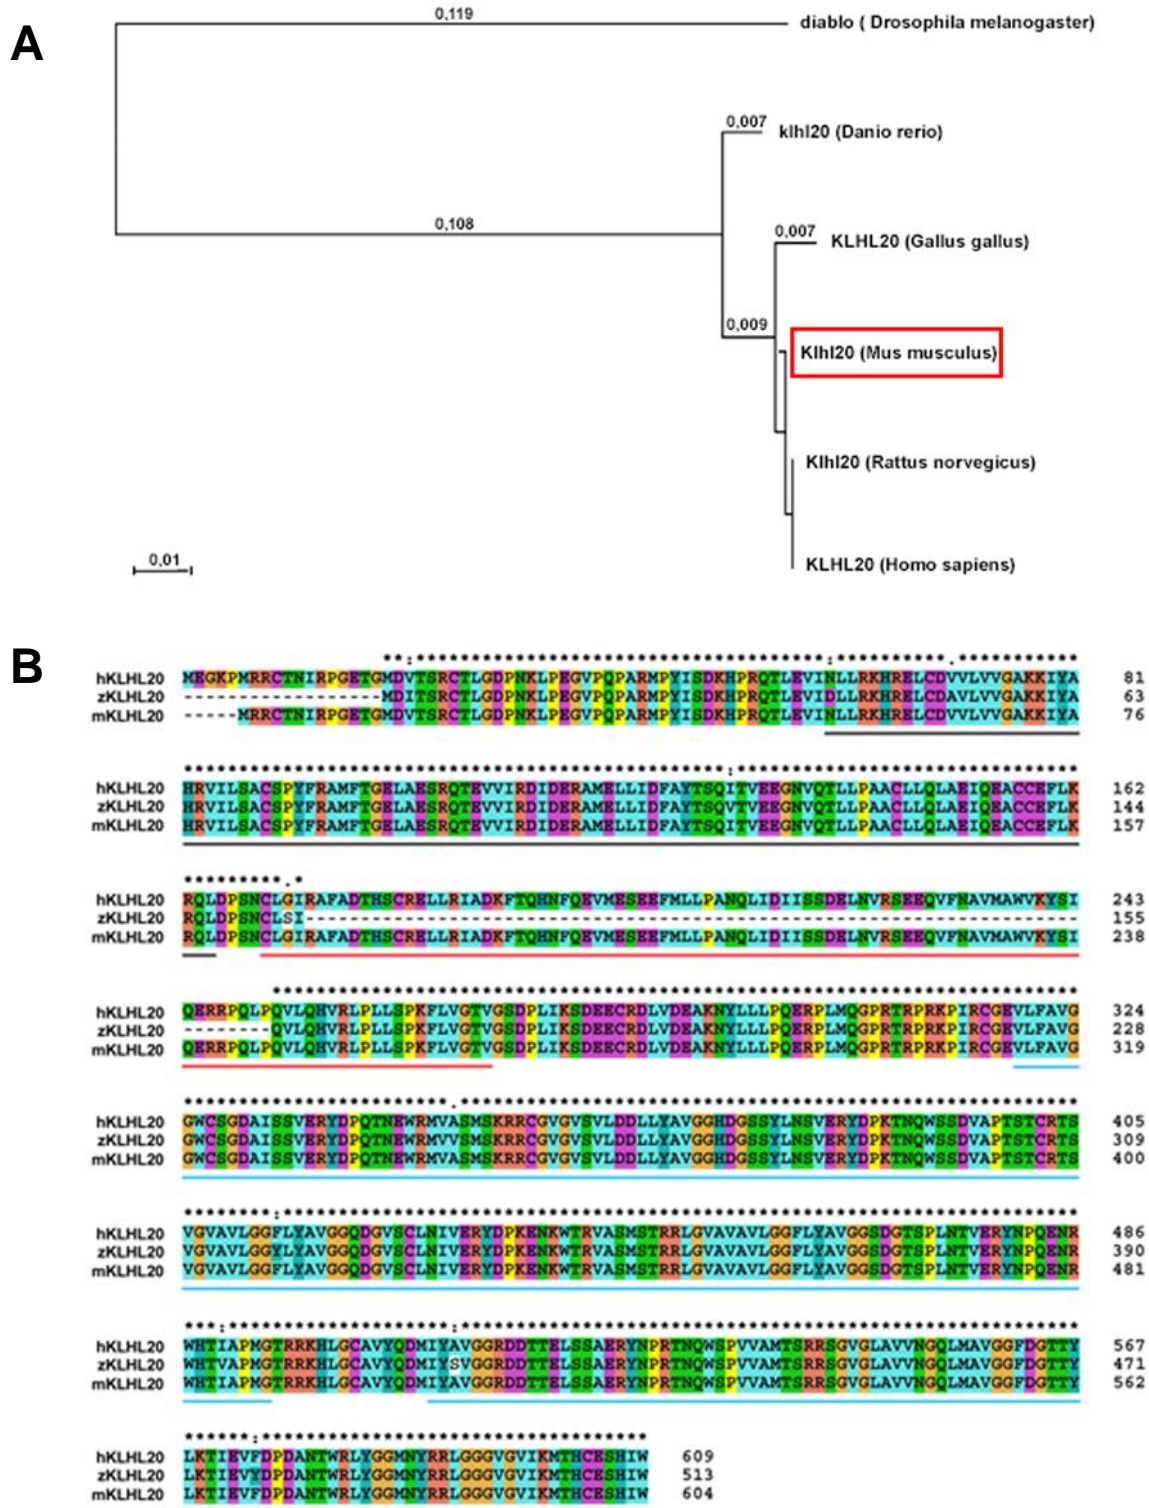 A
0,119
diablo ( Drosophila melanogaster)
0,007
klhl20 (Danio rerio)
0,108
0,007
KLHL20 (Gallus gallus)
0,009
Klhl20 (Mus musculus)
Klhl20 (Rattus norvegicus)
0,01
KLHL20 (Homo sapiens)
B
hKLHL20 MEGKPMRRCTNIRPGETGMDVTSRCTLGDPNKLPEGVPQPARMPYISDKHPRQTLEVINLLRKHRELCDVVLVVGAKKIYA 81
zKLHL20 ------------------MDITSRCTLGDPNKLPEGVPQPARMPYISDKHPRQTLEVIDLLRKHRELCDAVLVVGAKKIYA 63
mKLHL20 -----MRRCTNIRPGETGMDVTSRCTLGDPNKLPEGVPQPARMPYISDKHPRQTLEVINLLRKHRELCDVVLVVGAKKIYA 76
hKLHL20 HRVILSACSPYFRAMFTGELAESRQTEVVIRDIDERAMELLIDFAYTSQITVEEGNVQTLLPAACLLQLAEIQEACCEFLK 162
zKLHL20 HRVILSACSPYFRAMFTGELAESRQTEVVIRDIDERAMELLIDFAYTSQVTVEEGNVQTLLPAACLLQLAEIQEACCEFLK 144
mKLHL20 HRVILSACSPYFRAMFTGELAESRQTEVVIRDIDERAMELLIDFAYTSQITVEEGNVQTLLPAACLLQLAEIQEACCEFLK 157
hKLHL20 RQLDPSNCLGIRAFADTHSCRELLRIADKFTQHNFQEVMESEEFMLLPANQLIDIISSDELNVRSEEQVFNAVMAWVKYSI 243
zKLHL20 RQLDPSNCLSI---------------------------------------------------------------------- 155
mKLHL20 RQLDPSNCLGIRAFADTHSCRELLRIADKFTQHNFQEVMESEEFMLLPANQLIDIISSDELNVRSEEQVFNAVMAWVKYSI 238
hKLHL20 QERRPQLPQVLQHVRLPLLSPKFLVGTVGSDPLIKSDEECRDLVDEAKNYLLLPQERPLMQGPRTRPRKPIRCGEVLFAVG 324
zKLHL20 --------QVLQHVRLPLLSPKFLVGTVGSDPLIKSDEECRDLVDEAKNYLLLPQERPLMQGPRTRPRKPIRCGEVLFAVG 228
mKLHL20 QERRPQLPQVLQHVRLPLLSPKFLVGTVGSDPLIKSDEECRDLVDEAKNYLLLPQERPLMQGPRTRPRKPIRCGEVLFAVG 319
hKLHL20 GWCSGDAISSVERYDPQTNEWRMVASMSKRRCGVGVSVLDDLLYAVGGHDGSSYLNSVERYDPKTNQWSSDVAPTSTCRTS 405
zKLHL20 GWCSGDAISSVERYDPQTNEWRMVVSMSKRRCGVGVSVLDDLLYAVGGHDGSSYLNSVERYDPKTNQWSSDVAPTSTCRTS 309
mKLHL20 GWCSGDAISSVERYDPQTNEWRMVASMSKRRCGVGVSVLDDLLYAVGGHDGSSYLNSVERYDPKTNQWSSDVAPTSTCRTS 400
hKLHL20 VGVAVLGGFLYAVGGQDGVSCLNIVERYDPKENKWTRVASMSTRRLGVAVAVLGGFLYAVGGSDGTSPLNTVERYNPQENR 486
zKLHL20 VGVAVLGGYLYAVGGQDGVSCLNIVERYDPKENKWTRVASMSTRRLGVAVAVLGGFLYAVGGSDGTSPLNTVERYNPQENR 390
mKLHL20 VGVAVLGGFLYAVGGQDGVSCLNIVERYDPKENKWTRVASMSTRRLGVAVAVLGGFLYAVGGSDGTSPLNTVERYNPQENR 481
hKLHL20 WHTIAPMGTRRKHLGCAVYQDMIYAVGGRDDTTELSSAERYNPRTNQWSPVVAMTSRRSGVGLAVVNGQLMAVGGFDGTTY 567
zKLHL20 WHTVAPMGTRRKHLGCAVYQDMIYSVGGRDDTTELSSAERYNPRTNQWSPVVAMTSRRSGVGLAVVNGQLMAVGGFDGTTY 471
mKLHL20 WHTIAPMGTRRKHLGCAVYQDMIYAVGGRDDTTELSSAERYNPRTNQWSPVVAMTSRRSGVGLAVVNGQLMAVGGFDGTTY 562
hKLHL20 LKTIEVFDPDANTWRLYGGMNYRRLGGGVGVIKMTHCESHIW 609
zKLHL20 LKTIEVYDPDANTWRLYGGMNYRRLGGGVGVIKMTHCESHIW 513
mKLHL20 LKTIEVFDPDANTWRLYGGMNYRRLGGGVGVIKMTHCESHIW 604